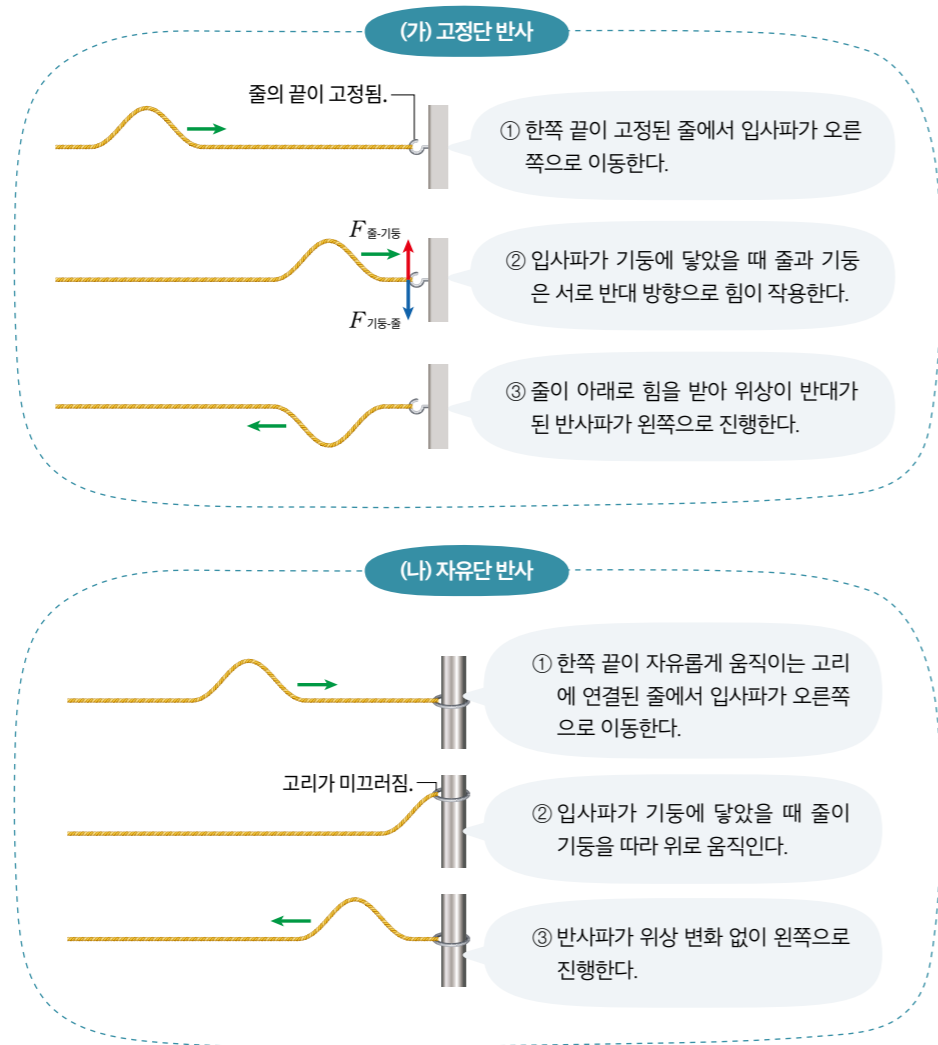 (가) 고정단 반사
줄의 끝이 고정됨.
① 한쪽 끝이 고정된 줄에서 입사파가 오른
쪽으로 이동한다.
F 줄-기둥
F 기둥-줄
② 입사파가 기둥에 닿았을 때 줄과 기둥
은 서로 반대 방향으로 힘이 작용한다.
③ 줄이 아래로 힘을 받아 위상이 반대가
된 반사파가 왼쪽으로 진행한다.
(나) 자유단 반사
① 한쪽 끝이 자유롭게 움직이는 고리
에 연결된 줄에서 입사파가 오른쪽
으로 이동한다.
고리가 미끄러짐.
② 입사파가 기둥에 닿았을 때 줄이
기둥을 따라 위로 움직인다.
③ 반사파가 위상 변화 없이 왼쪽으로
진행한다.